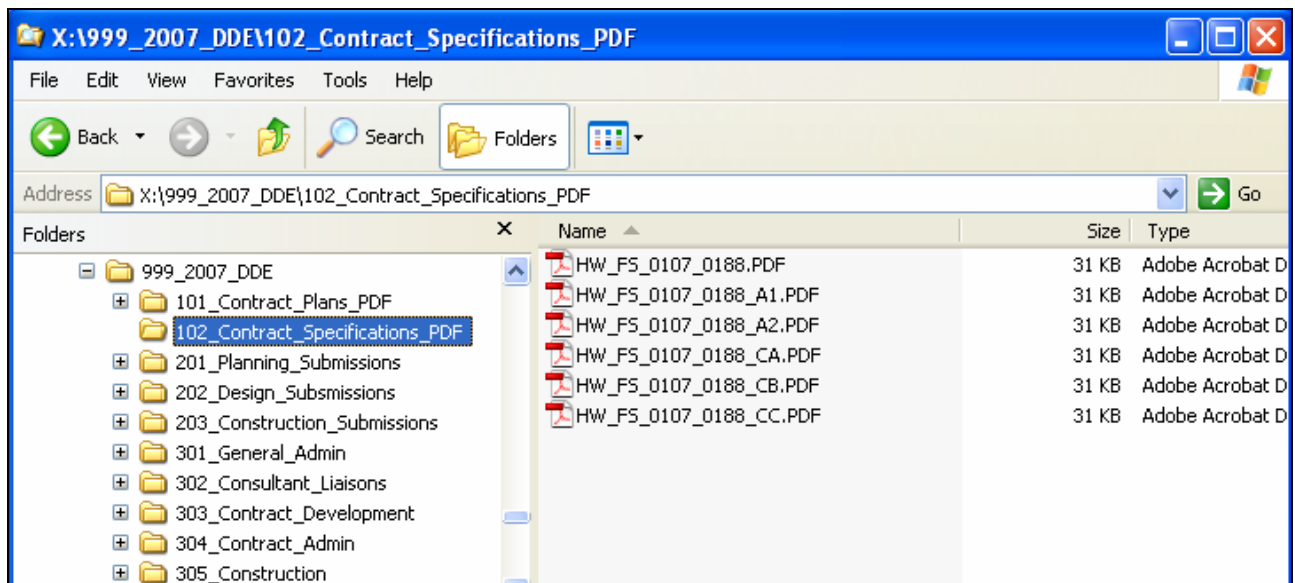 X:\999_2007_DDE\102_Contract_Specifications_PDF
File Edit View Favorites Tools Help
Back Search Folders
Address X:\999_2007_DDE\102_Contract_Specifications_PDF Go
Folders Name Size Type
999_2007_DDE
101_Contract_Plans_PDF
102_Contract_Specifications_PDF
201_Planning_Submissions
202_Design_Subsmissions
203_Construction_Submissions
301_General_Admin
302_Consultant_Liaisons
303_Contract_Development
304_Contract_Admin
305_Construction
HW_FS_0107_0188.PDF 31 KB Adobe Acrobat D
HW_FS_0107_0188_A1.PDF 31 KB Adobe Acrobat D
HW_FS_0107_0188_A2.PDF 31 KB Adobe Acrobat D
HW_FS_0107_0188_CA.PDF 31 KB Adobe Acrobat D
HW_FS_0107_0188_CB.PDF 31 KB Adobe Acrobat D
HW_FS_0107_0188_CC.PDF 31 KB Adobe Acrobat D